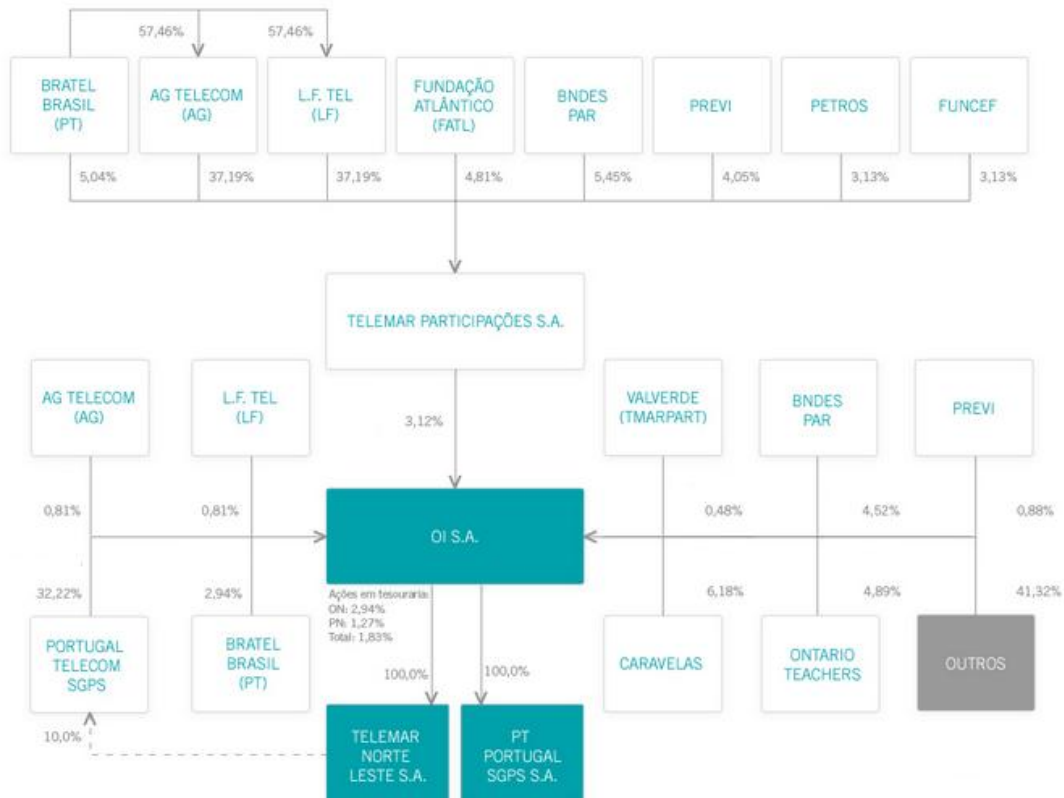 57,46%
57,46%
BRATEL
BRASIL
(PT)
AG TELECOM
(AG)
L.F. TEL
(LF)
FUNDAÇÃO
ATLÂNTICO
(FATL)
BNDES
PAR
PREVI
PETROS
FUNCEF
5,04%
37,19%
37,19%
4,81%
5,45%
4,05%
3,13%
3,13%
TELEMAR PARTICIPAÇÕES S.A.
AG TELECOM
(AG)
L.F. TEL
(LF)
VALVERDE
(TMARPART)
BNDES
PAR
PREVI
3,12%
0,81%
0,81%
OI S.A.
0,48%
4,52%
0,88%
32,22%
2,94%
Ações em tesouraria:
ON: 2,94%
PN: 1,27%
Total: 1,83%
6,18%
4,89%
41,32%
PORTUGAL
TELECOM
SGPS
BRATEL
BRASIL
(PT)
100,0%
100,0%
CARAVELAS
ONTARIO
TEACHERS
OUTROS
10,0%
TELEMAR
NORTE
LESTE S.A.
PT
PORTUGAL
SGPS S.A.